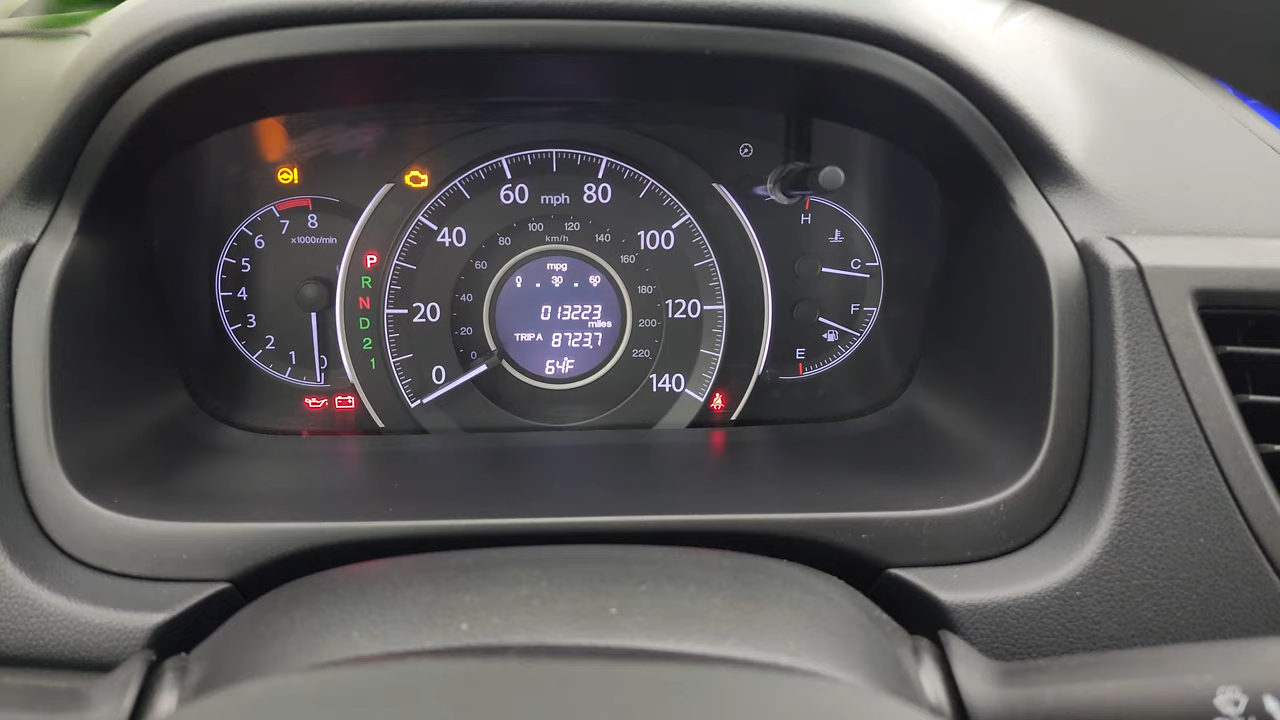 8
7
6
5
4
3
2
1
0
x1000r/min
P
R
N
D
2
1
0
20
40
60
mph
80
100
120
140
0
20
40
60
80
100
120
140
160
180
200
220
km/h
mpg
0 . 30 . 60
013223
miles
TRIP A 8723.7
64°F
H
C
F
E